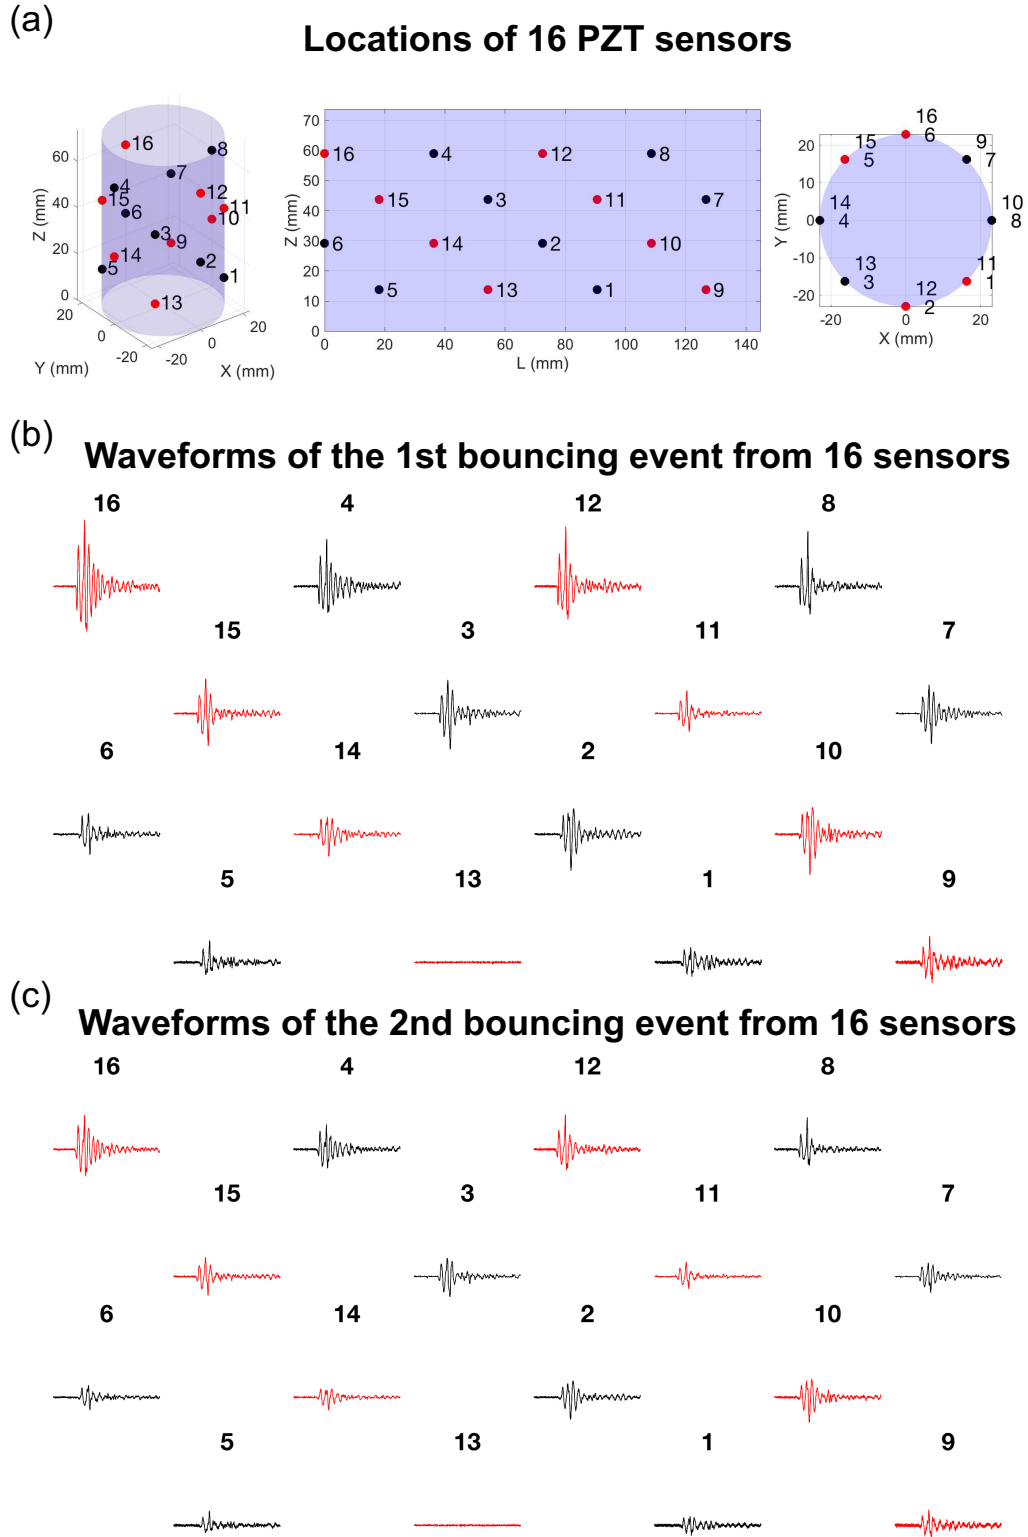 (a)
Locations of 16 PZT sensors
16
8
7
4
12
15
11
6
10
3
9
14
2
5
1
13
60
40
20
0
Z (mm)
20
0
-20
Y (mm)
-20
0
20
X (mm)
70
60
50
40
30
20
10
0
Z (mm)
16 4 12 8
15 3 11 7
6 14 2 10
5 13 1 9
0 20 40 60 80 100 120 140
L (mm)
20
10
0
-10
-20
Y (mm)
16
6
15
5
9
7
14
4
10
8
13
3
11
1
12
2
-20 0 20
X (mm)
(b)
Waveforms of the 1st bouncing event from 16 sensors
16 4 12 8
15 3 11 7
6 14 2 10
5 13 1 9
(c)
Waveforms of the 2nd bouncing event from 16 sensors
16 4 12 8
15 3 11 7
6 14 2 10
5 13 1 9